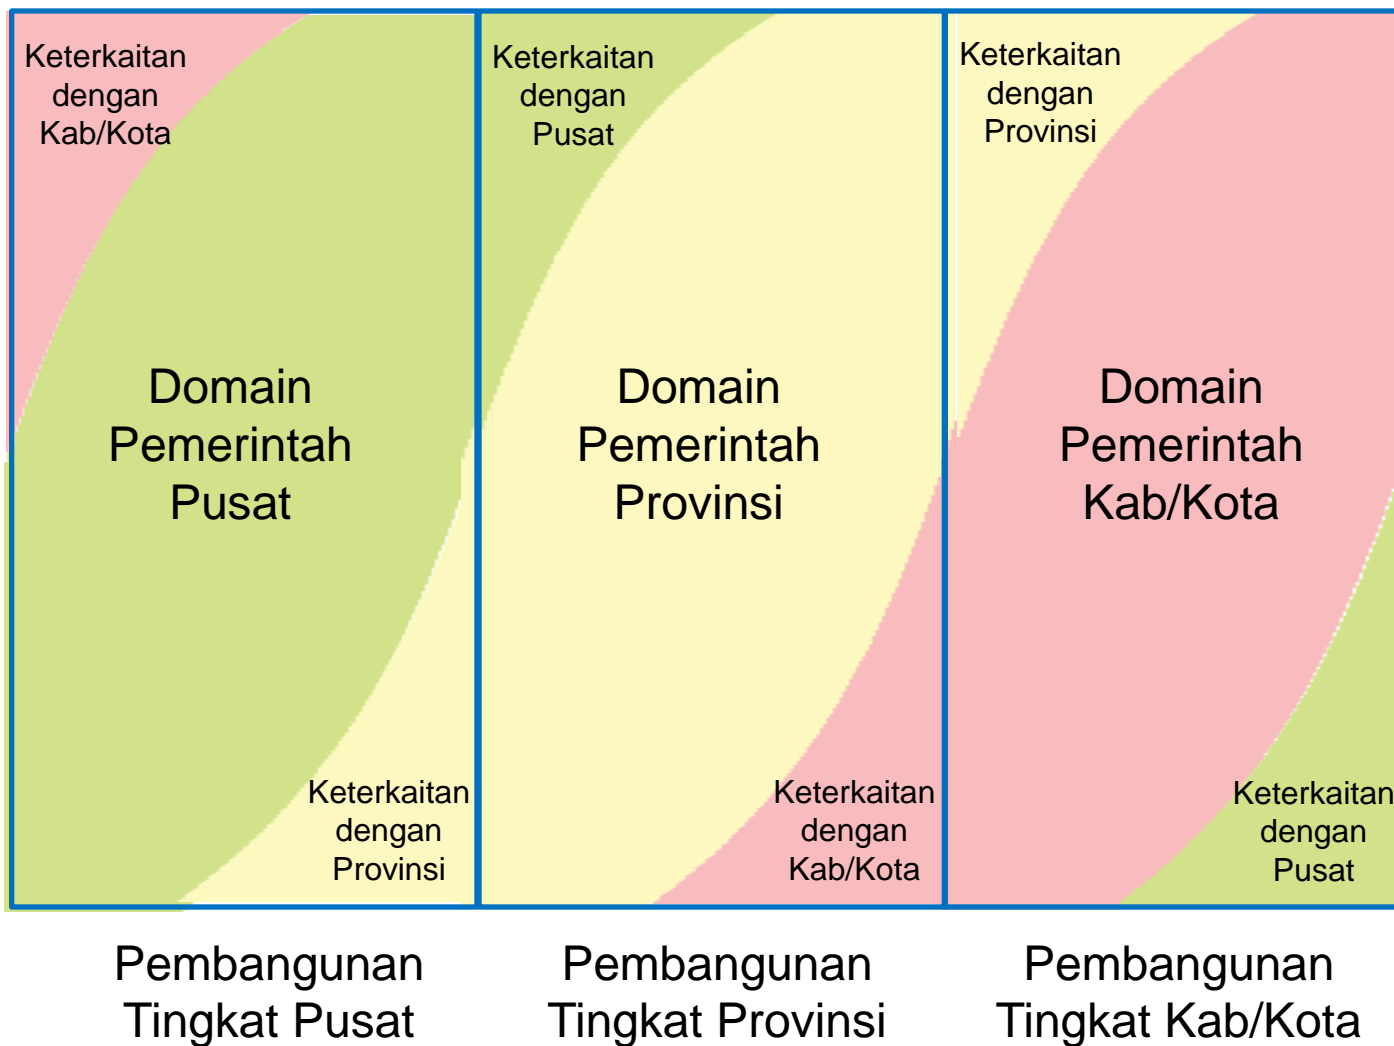 Keterkaitan
dengan
Kab/Kota
Domain
Pemerintah
Pusat
Keterkaitan
dengan
Provinsi
Keterkaitan
dengan
Pusat
Domain
Pemerintah
Provinsi
Keterkaitan
dengan
Kab/Kota
Keterkaitan
dengan
Provinsi
Domain
Pemerintah
Kab/Kota
Keterkaitan
dengan
Pusat
Pembangunan
Tingkat Pusat
Pembangunan
Tingkat Provinsi
Pembangunan
Tingkat Kab/Kota